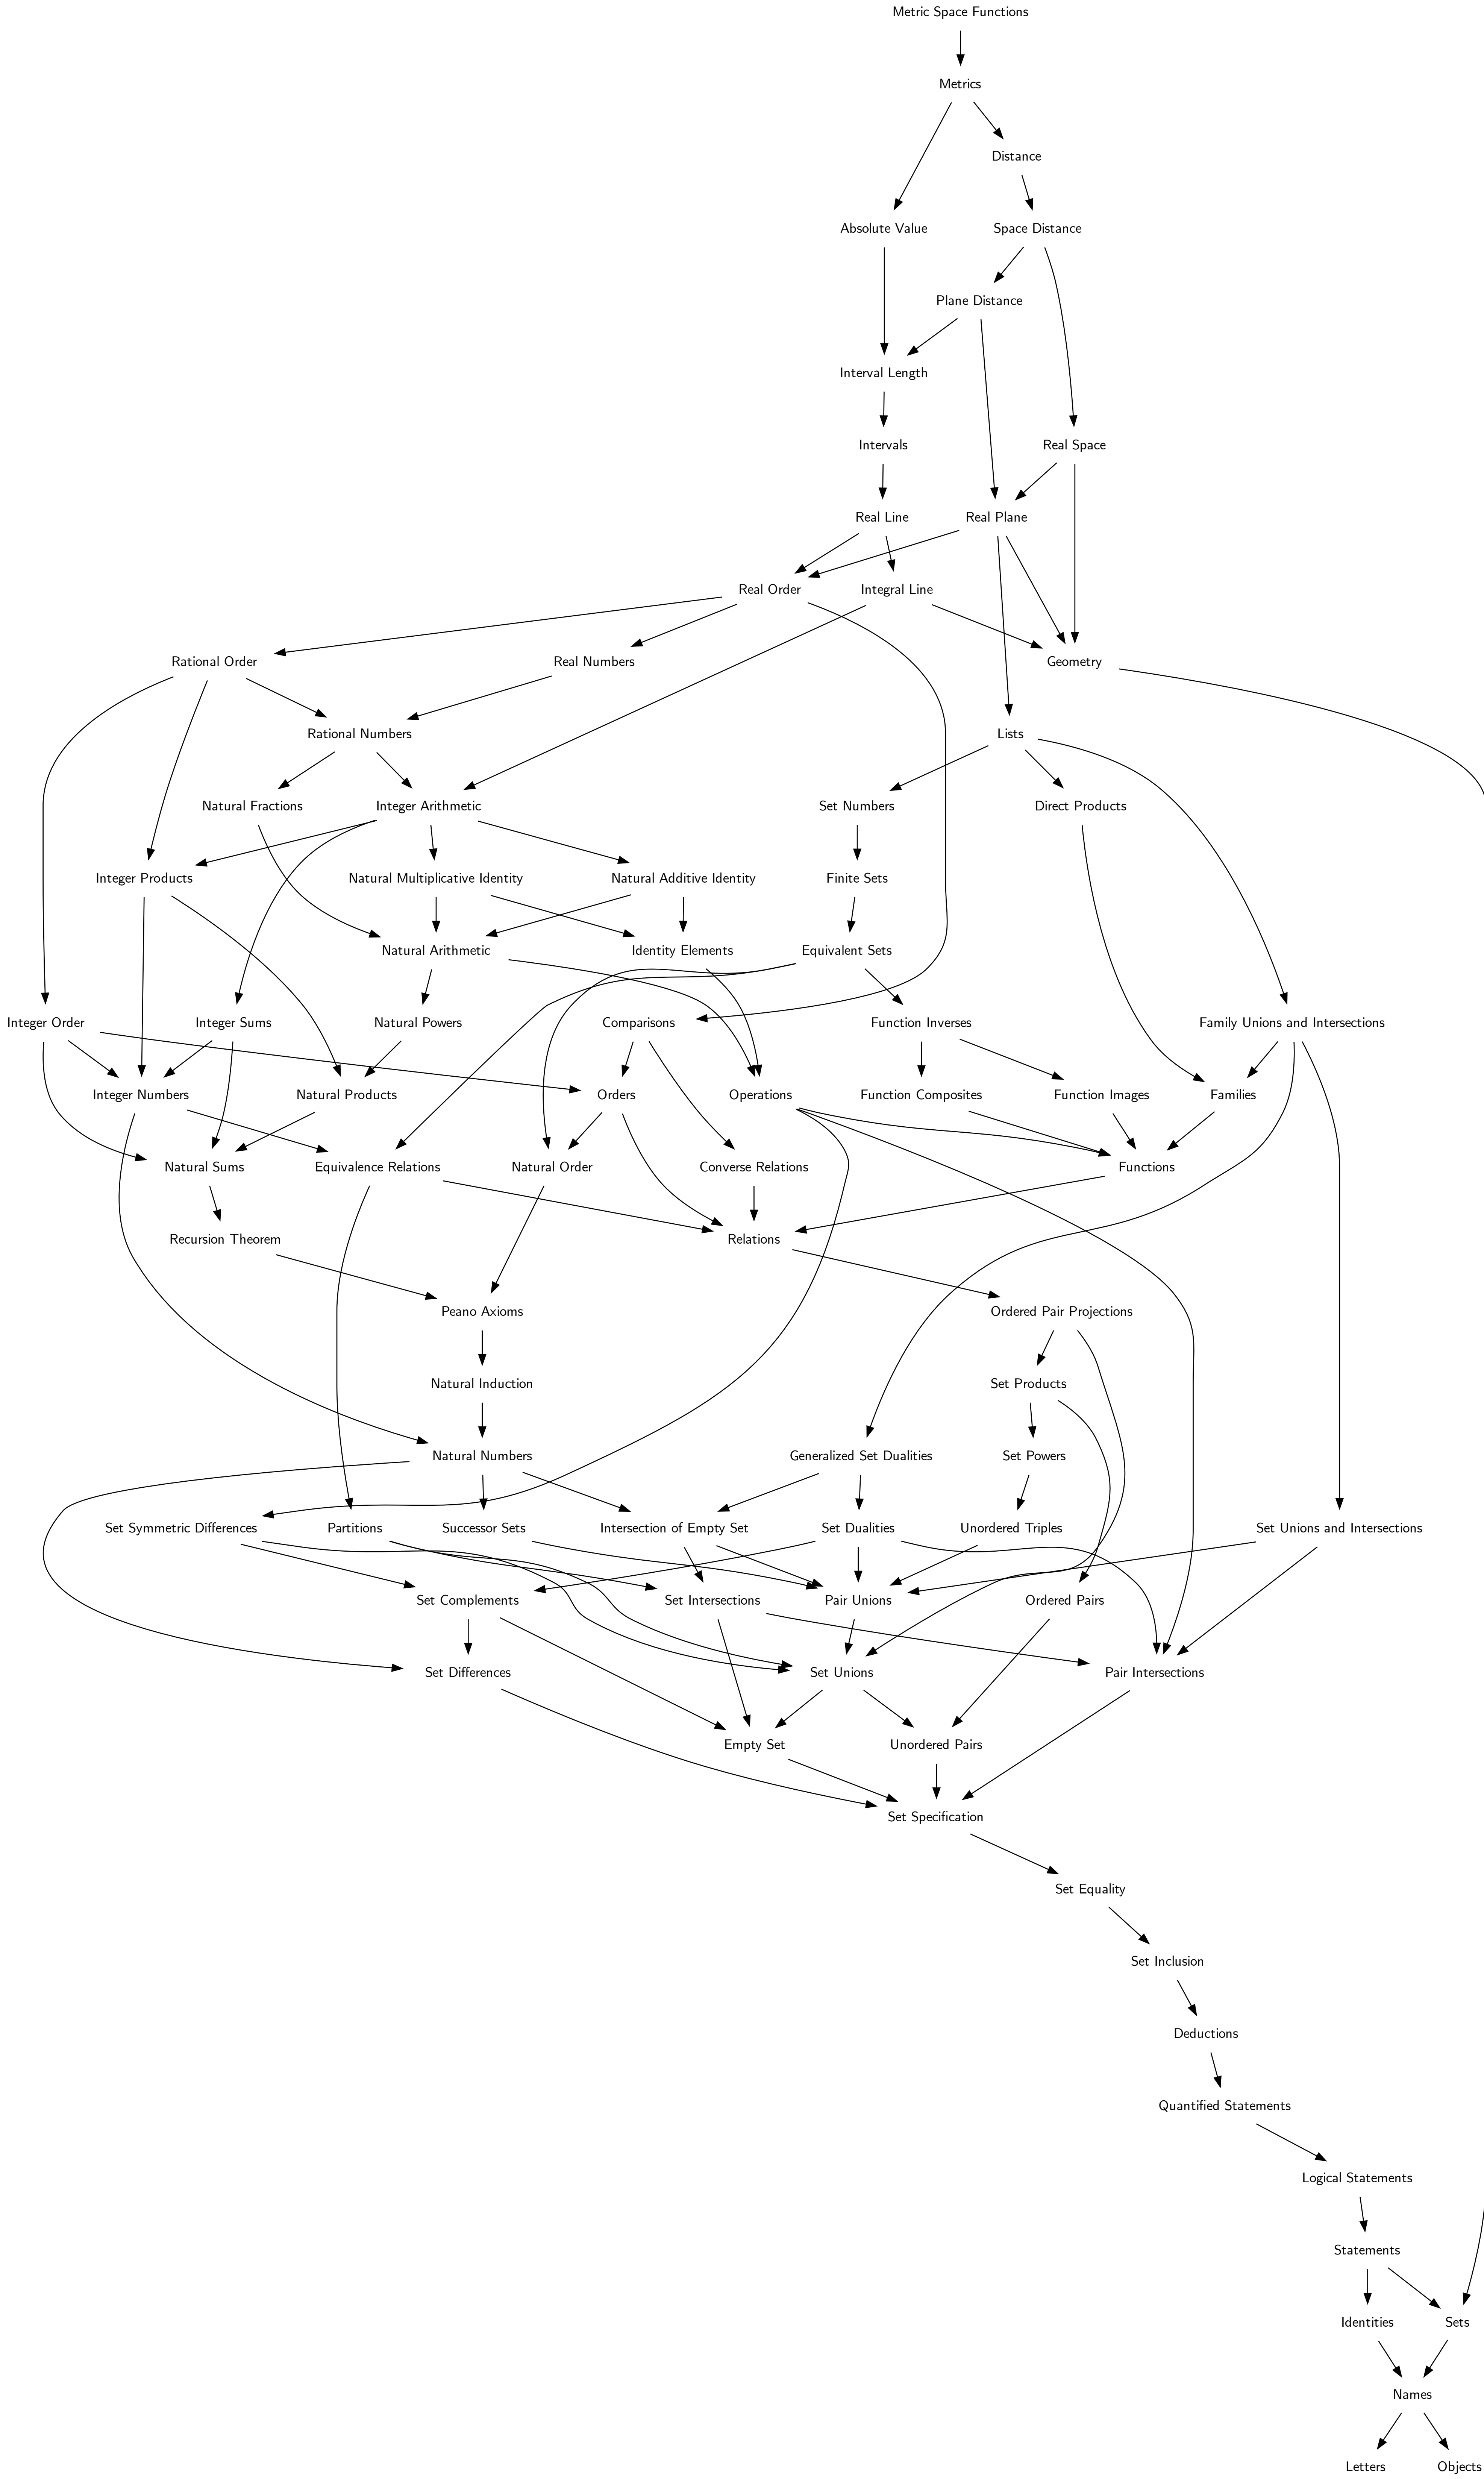 Metric Space Functions
Metrics
Distance
Absolute Value
Space Distance
Plane Distance
Interval Length
Intervals
Real Space
Real Line
Real Plane
Real Order
Integral Line
Rational Order
Real Numbers
Geometry
Rational Numbers
Lists
Natural Fractions
Integer Arithmetic
Set Numbers
Direct Products
Integer Products
Natural Multiplicative Identity
Natural Additive Identity
Finite Sets
Natural Arithmetic
Identity Elements
Equivalent Sets
Integer Order
Integer Sums
Natural Powers
Comparisons
Function Inverses
Family Unions and Intersections
Integer Numbers
Natural Products
Orders
Operations
Function Composites
Function Images
Families
Natural Sums
Equivalence Relations
Natural Order
Converse Relations
Functions
Recursion Theorem
Relations
Peano Axioms
Ordered Pair Projections
Natural Induction
Set Products
Natural Numbers
Generalized Set Dualities
Set Powers
Set Symmetric Differences
Partitions
Successor Sets
Intersection of Empty Set
Set Dualities
Unordered Triples
Set Unions and Intersections
Set Complements
Set Intersections
Pair Unions
Ordered Pairs
Set Differences
Set Unions
Pair Intersections
Empty Set
Unordered Pairs
Set Specification
Set Equality
Set Inclusion
Deductions
Quantified Statements
Logical Statements
Statements
Identities
Sets
Names
Letters
Objects